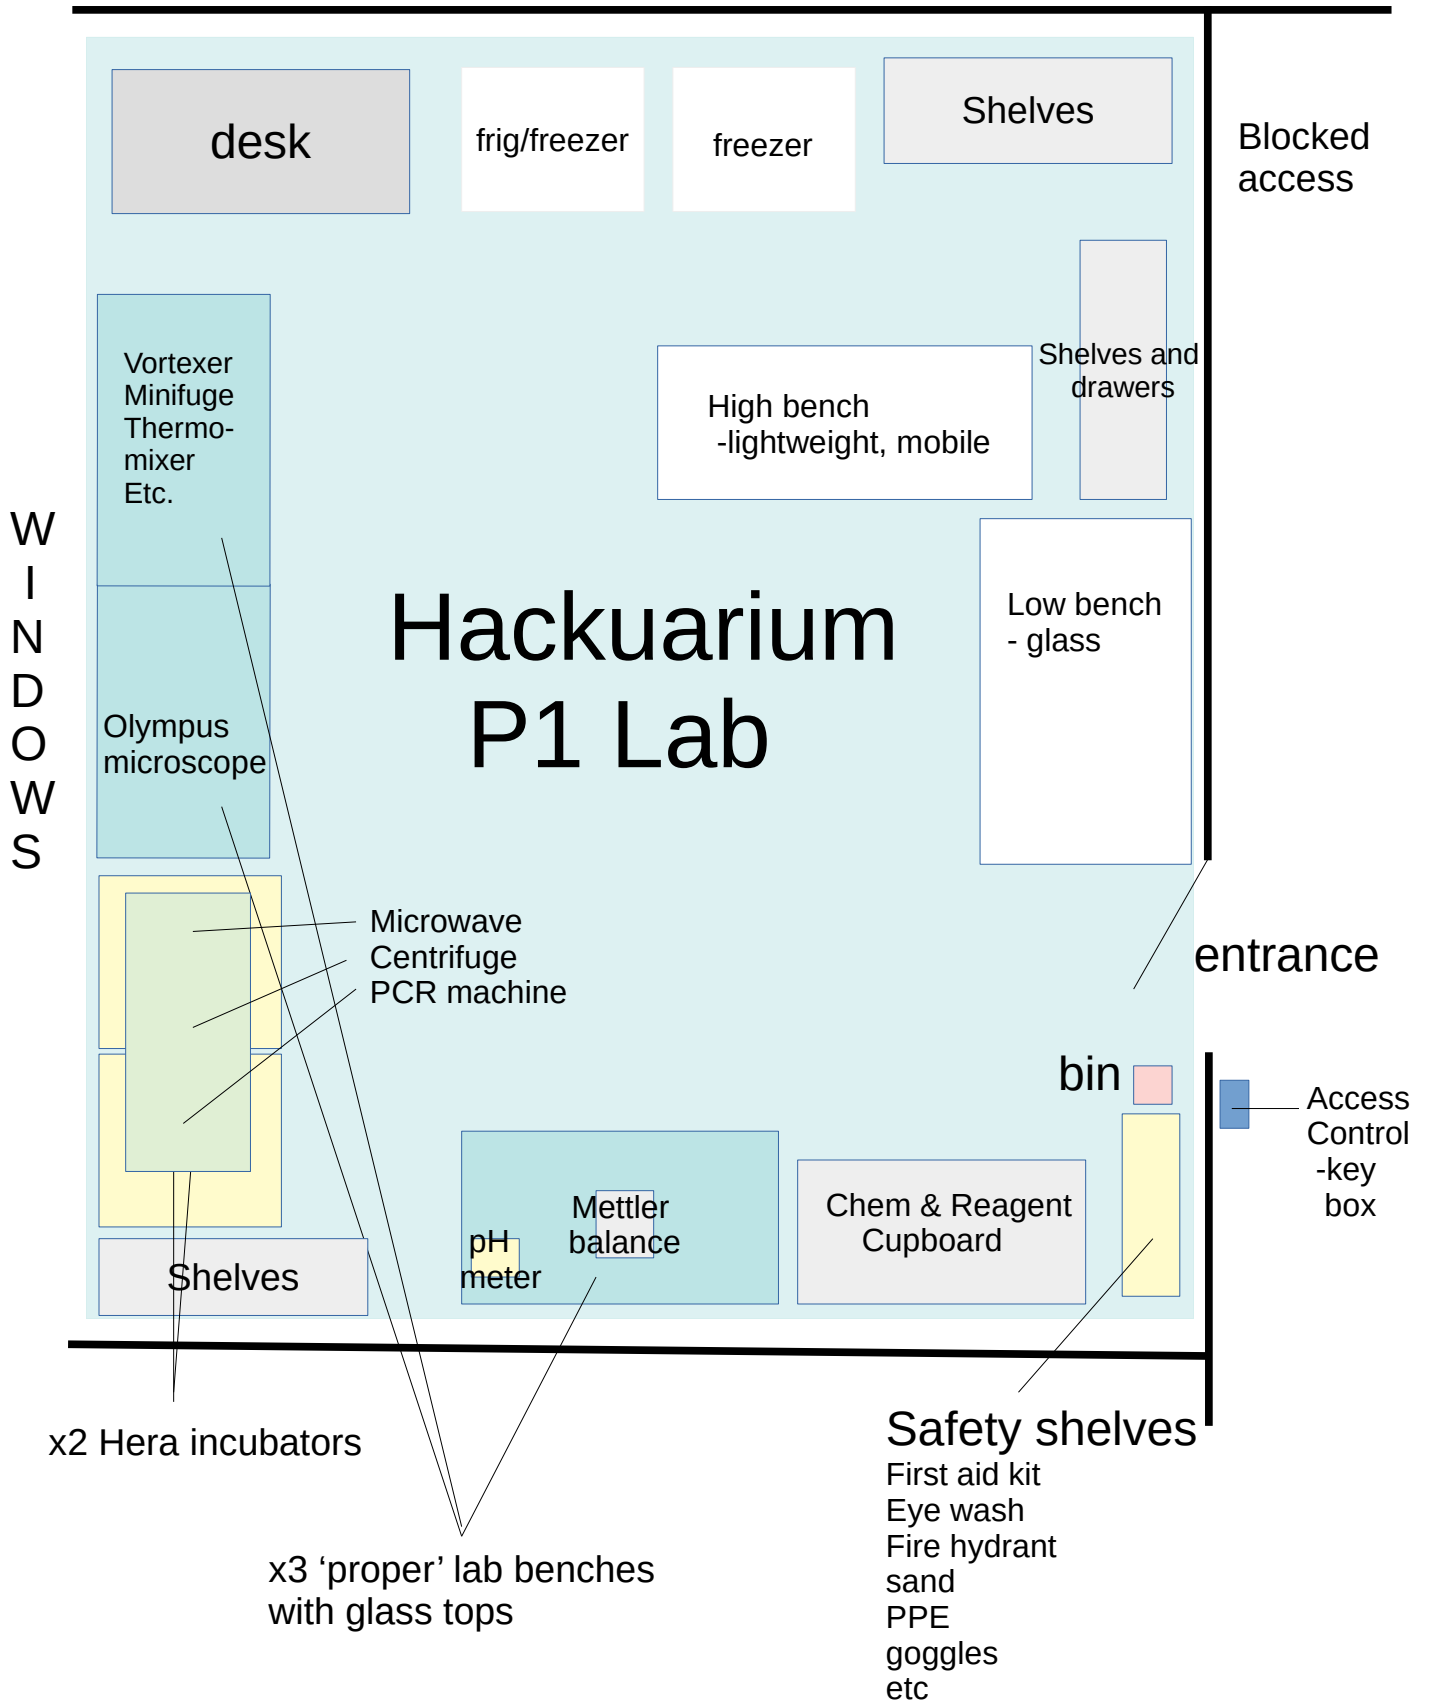 desk
frig/freezer
freezer
Shelves
Blocked
access
Vortexer
Minifuge
Thermo-
mixer
Etc.
High bench
-lightweight, mobile
Shelves and
drawers
W
I
N
D
O
W
S
Hackuarium
P1 Lab
Low bench
- glass
Olympus
microscope
Microwave
Centrifuge
PCR machine
entrance
bin
Access
Control
-key
box
Mettler
balance
pH
meter
Chem & Reagent
Cupboard
Shelves
x2 Hera incubators
x3 ‘proper’ lab benches
with glass tops
Safety shelves
First aid kit
Eye wash
Fire hydrant
sand
PPE
goggles
etc